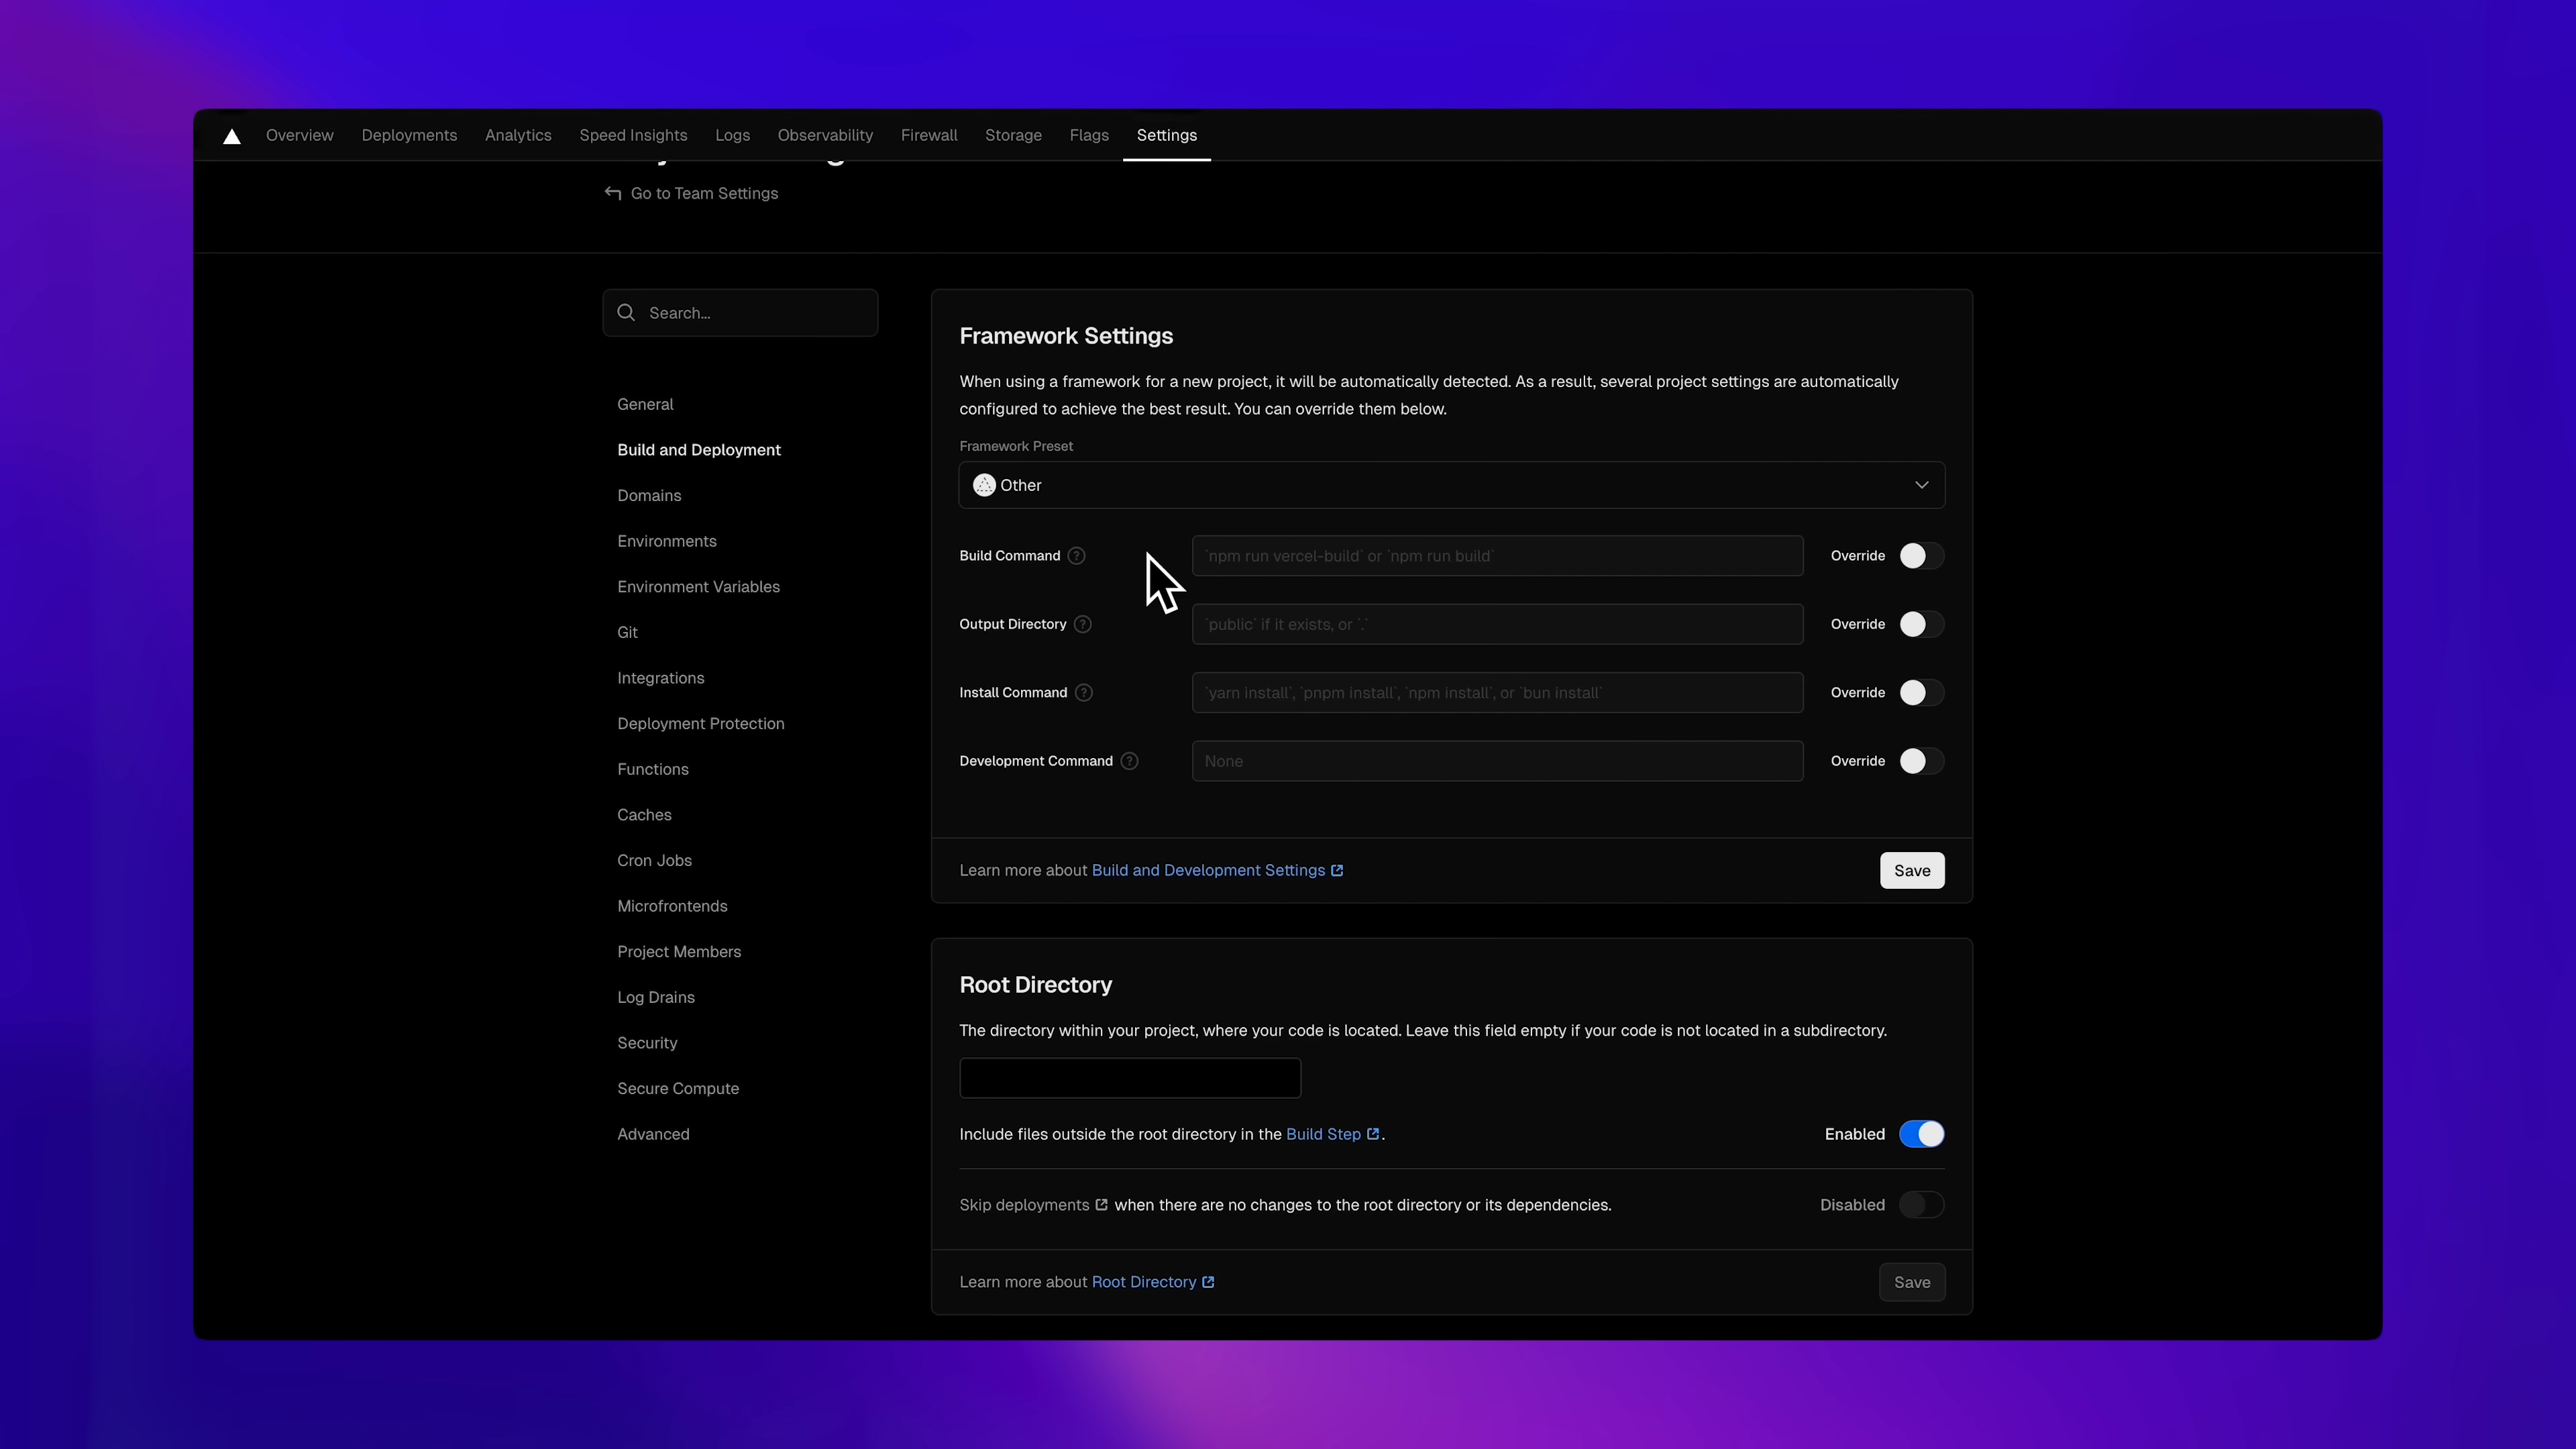 Overview Deployments Analytics Speed Insights Logs Observability Firewall Storage Flags Settings
Go to Team Settings
Search...
General
Build and Deployment
Domains
Environments
Environment Variables
Git
Integrations
Deployment Protection
Functions
Caches
Cron Jobs
Microfrontends
Project Members
Log Drains
Security
Secure Compute
Advanced
Framework Settings
When using a framework for a new project, it will be automatically detected. As a result, several project settings are automatically
configured to achieve the best result. You can override them below.
Framework Preset
Other
Build Command ? `npm run vercel-build` or `npm run build` Override
Output Directory ? `public` if it exists, or `.` Override
Install Command ? `yarn install`, `pnpm install`, `npm install`, or `bun install` Override
Development Command ? None Override
Learn more about Build and Development Settings Save
Root Directory
The directory within your project, where your code is located. Leave this field empty if your code is not located in a subdirectory.
Include files outside the root directory in the Build Step. Enabled
Skip deployments when there are no changes to the root directory or its dependencies. Disabled
Learn more about Root Directory Save